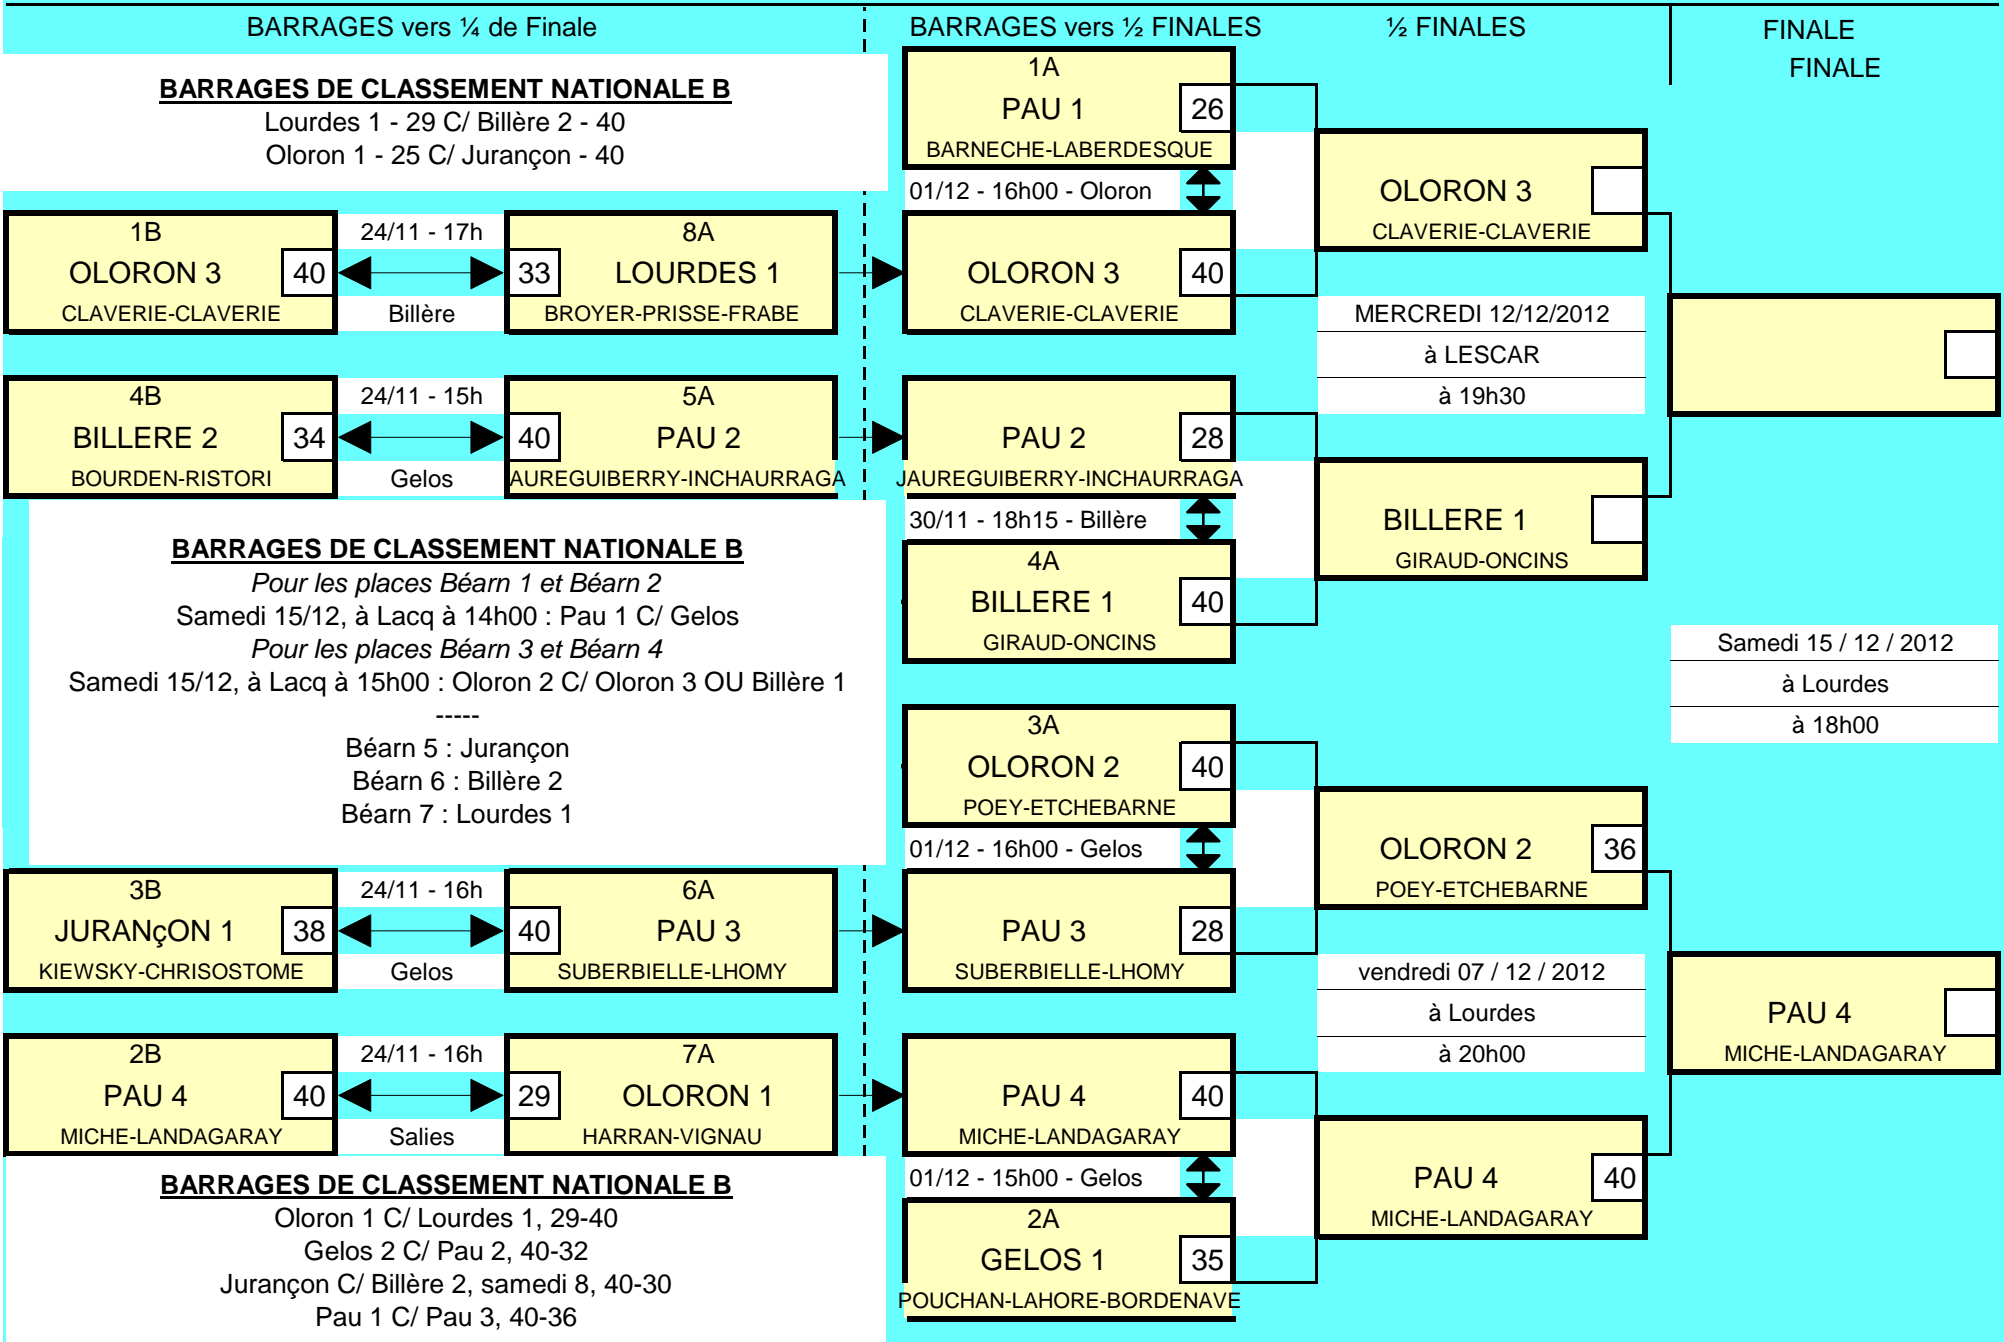 BARRAGES vers ¼ de Finale
BARRAGES vers ½ FINALES
½ FINALES
FINALE
FINALE
BARRAGES DE CLASSEMENT NATIONALE B
Lourdes 1 - 29 C/ Billère 2 - 40
Oloron 1 - 25 C/ Jurançon - 40
1B
OLORON 3
40
CLAVERIE-CLAVERIE
24/11 - 17h
Billère
8A
33
LOURDES 1
BROYER-PRISSE-FRABE
4B
BILLERE 2
34
BOURDEN-RISTORI
24/11 - 15h
Gelos
5A
40
PAU 2
AUREGUIBERRY-INCHAURRAGA
BARRAGES DE CLASSEMENT NATIONALE B
Pour les places Béarn 1 et Béarn 2
Samedi 15/12, à Lacq à 14h00 : Pau 1 C/ Gelos
Pour les places Béarn 3 et Béarn 4
Samedi 15/12, à Lacq à 15h00 : Oloron 2 C/ Oloron 3 OU Billère 1
-----
Béarn 5 : Jurançon
Béarn 6 : Billère 2
Béarn 7 : Lourdes 1
3B
JURANçON 1
38
KIEWSKY-CHRISOSTOME
24/11 - 16h
Gelos
6A
40
PAU 3
SUBERBIELLE-LHOMY
2B
PAU 4
40
MICHE-LANDAGARAY
24/11 - 16h
Salies
7A
29
OLORON 1
HARRAN-VIGNAU
BARRAGES DE CLASSEMENT NATIONALE B
Oloron 1 C/ Lourdes 1, 29-40
Gelos 2 C/ Pau 2, 40-32
Jurançon C/ Billère 2, samedi 8, 40-30
Pau 1 C/ Pau 3, 40-36
1A
PAU 1
26
BARNECHE-LABERDESQUE
01/12 - 16h00 - Oloron
OLORON 3
40
CLAVERIE-CLAVERIE
PAU 2
28
JAUREGUIBERRY-INCHAURRAGA
30/11 - 18h15 - Billère
4A
BILLERE 1
40
GIRAUD-ONCINS
3A
OLORON 2
40
POEY-ETCHEBARNE
01/12 - 16h00 - Gelos
PAU 3
28
SUBERBIELLE-LHOMY
PAU 4
40
MICHE-LANDAGARAY
01/12 - 15h00 - Gelos
2A
GELOS 1
35
POUCHAN-LAHORE-BORDENAVE
OLORON 3
CLAVERIE-CLAVERIE
MERCREDI 12/12/2012
à LESCAR
à 19h30
BILLERE 1
GIRAUD-ONCINS
OLORON 2
36
POEY-ETCHEBARNE
vendredi 07 / 12 / 2012
à Lourdes
à 20h00
PAU 4
40
MICHE-LANDAGARAY
Samedi 15 / 12 / 2012
à Lourdes
à 18h00
PAU 4
MICHE-LANDAGARAY